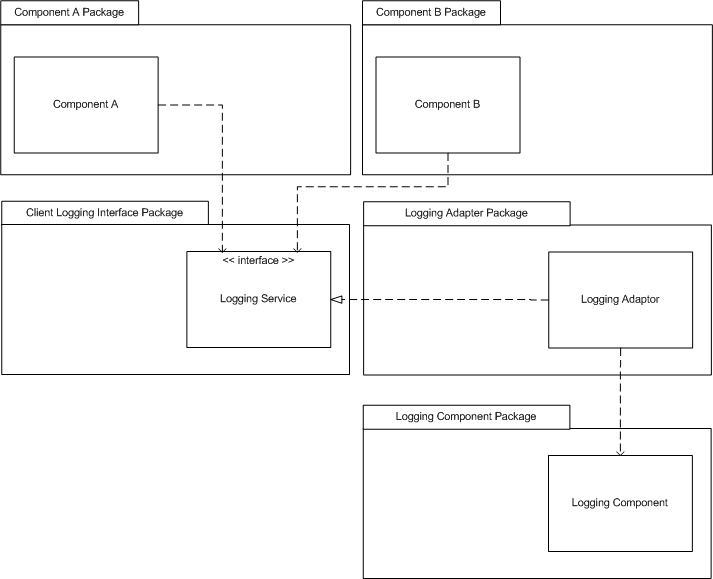 Component A Package
Component B Package
Component A
Component B
Client Logging Interface Package
Logging Adapter Package
<< interface >>
Logging Service
Logging Adaptor
Logging Component Package
Logging Component